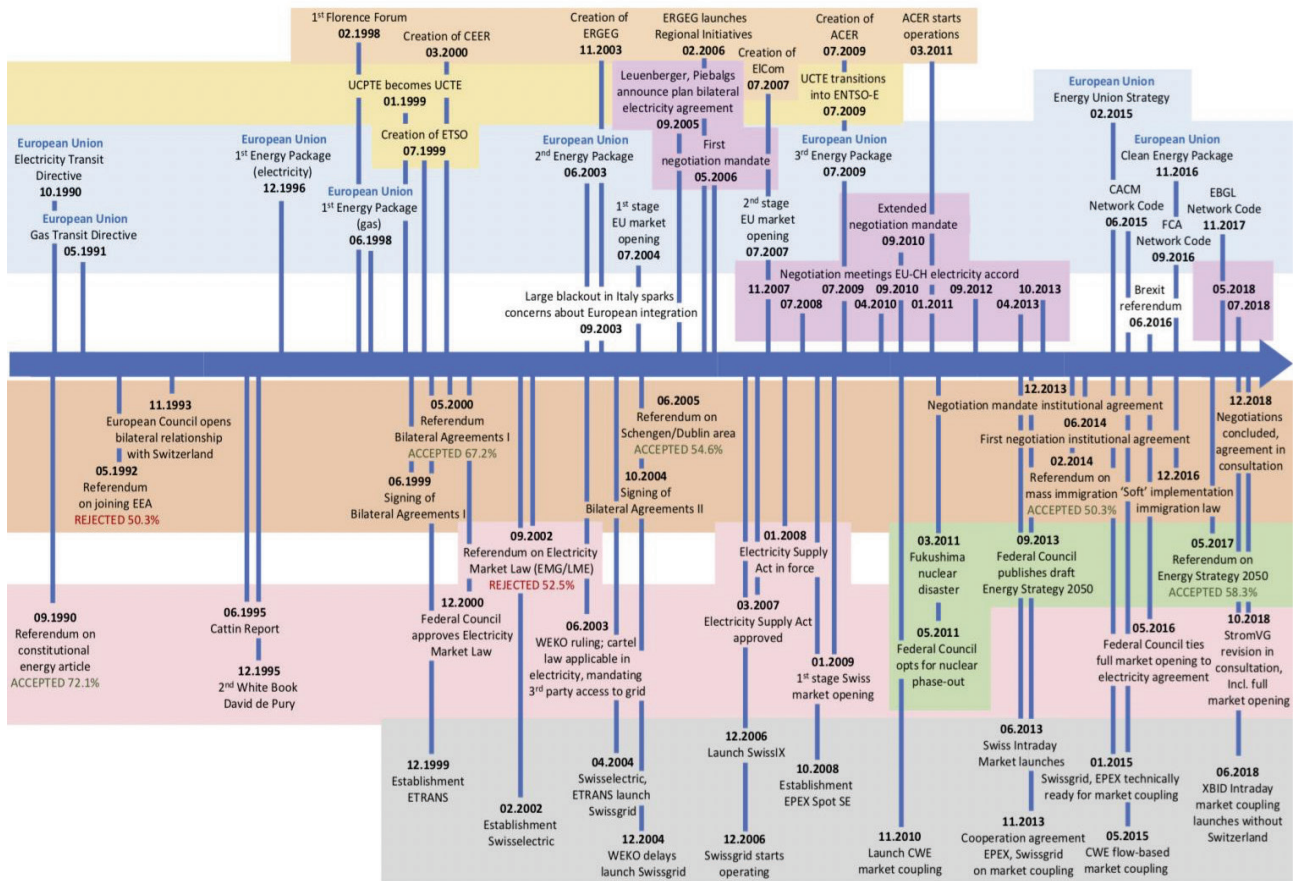 1st Florence Forum
02.1998
Creation of CEER
03.2000
Creation of
ERGEG
11.2003
ERGEG launches
Regional Initiatives
02.2006
Creation of
ElCom
07.2007
Creation of
ACER
07.2009
ACER starts
operations
03.2011
UCPTE becomes UCTE
01.1999
Creation of ETSO
07.1999
Leuenberger, Piebalgs
announce plan bilateral
electricity agreement
09.2005
First
negotiation mandate
05.2006
UCTE transitions
into ENTSO-E
07.2009
European Union
Electricity Transit
Directive
10.1990
European Union
Gas Transit Directive
05.1991
European Union
1st Energy Package
(electricity)
12.1996
European Union
1st Energy Package
(gas)
06.1998
European Union
2nd Energy Package
06.2003
1st stage
EU market
opening
07.2004
2nd stage
EU market
opening
07.2007
European Union
3rd Energy Package
07.2009
European Union
Energy Union Strategy
02.2015
European Union
Clean Energy Package
11.2016
CACM
Network Code
06.2015
FCA
Network Code
09.2016
EBGL
Network Code
11.2017
Extended
negotiation mandate
09.2010
Large blackout in Italy sparks
concerns about European integration
09.2003
Negotiation meetings EU-CH electricity accord
11.2007
07.2008
07.2009
04.2010
09.2010
01.2011
09.2012
04.2013
10.2013
Brexit
referendum
06.2016
05.2018
07.2018
11.1993
European Council opens
bilateral relationship
with Switzerland
05.1992
Referendum
on joining EEA
REJECTED 50.3%
05.2000
Referendum
Bilateral Agreements I
ACCEPTED 67.2%
06.1999
Signing of
Bilateral Agreements I
06.2005
Referendum on
Schengen/Dublin area
ACCEPTED 54.6%
10.2004
Signing of
Bilateral Agreements II
12.2013
Negotiation mandate institutional agreement
06.2014
First negotiation institutional agreement
02.2014
Referendum on
mass immigration
ACCEPTED 50.3%
12.2016
'Soft' implementation
immigration law
12.2018
Negotiations
concluded,
agreement in
consultation
09.1990
Referendum on
constitutional
energy article
ACCEPTED 72.1%
06.1995
Cattin Report
12.1995
2nd White Book
David de Pury
09.2002
Referendum on Electricity
Market Law (EMG/LME)
REJECTED 52.5%
12.2000
Federal Council
approves Electricity
Market Law
06.2003
WEKO ruling; cartel
law applicable in
electricity, mandating
3rd party access to grid
01.2008
Electricity Supply
Act in force
03.2007
Electricity Supply Act
approved
01.2009
1st stage Swiss
market opening
03.2011
Fukushima
nuclear
disaster
05.2011
Federal Council
opts for nuclear
phase-out
09.2013
Federal Council
publishes draft
Energy Strategy 2050
05.2017
Referendum on
Energy Strategy 2050
ACCEPTED 58.3%
05.2016
Federal Council ties
full market opening to
electricity agreement
10.2018
StromVG
revision in
consultation,
Incl. full
market opening
12.1999
Establishment
ETRANS
02.2002
Establishment
Swisselectric
04.2004
Swisselectric,
ETRANS launch
Swissgrid
12.2004
WEKO delays
launch Swissgrid
12.2006
Launch SwissIX
12.2006
Swissgrid starts
operating
10.2008
Establishment
EPEX Spot SE
11.2010
Launch CWE
market coupling
06.2013
Swiss Intraday
Market launches
11.2013
Cooperation agreement
EPEX, Swissgrid
on market coupling
01.2015
Swissgrid, EPEX technically
ready for market coupling
05.2015
CWE flow-based
market coupling
06.2018
XBID Intraday
market coupling
launches without
Switzerland